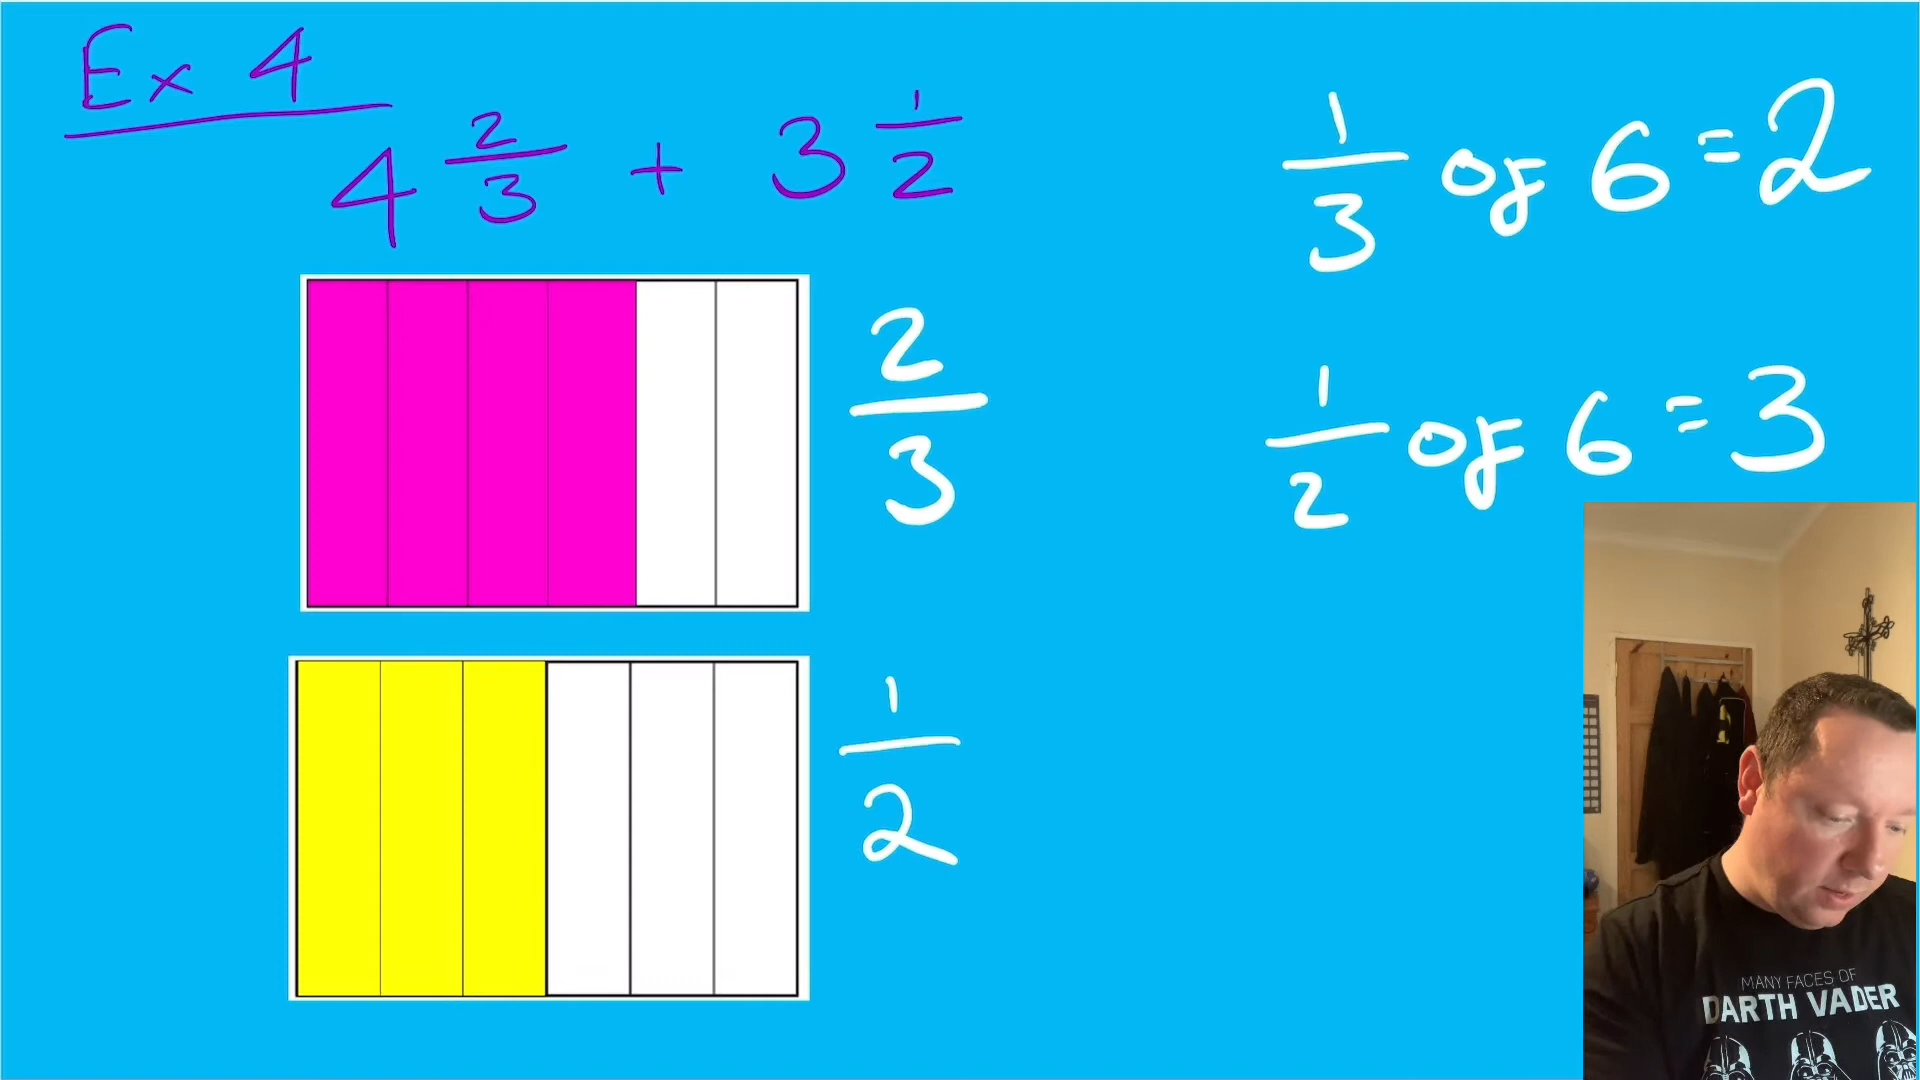 Ex 4
4 2/3 + 3 1/2
1/3 of 6 = 2
2/3
1/2 of 6 = 3
1/2
MANY FACES OF
DARTH VADER